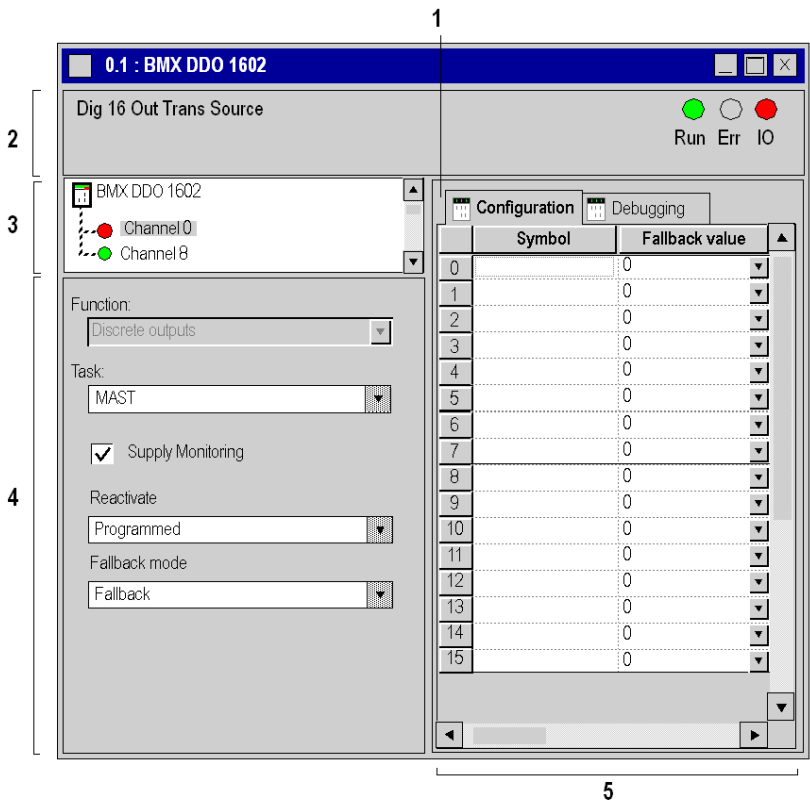 1
0.1 : BMX DDO 1602
X
2
Dig 16 Out Trans Source
Run Err IO
3
BMX DDO 1602
Channel 0
Channel 8
4
Function:
Discrete outputs
Task:
MAST
Supply Monitoring
Reactivate
Programmed
Fallback mode
Fallback
Configuration Debugging
Symbol Fallback value
0 0
1 0
2 0
3 0
4 0
5 0
6 0
7 0
8 0
9 0
10 0
11 0
12 0
13 0
14 0
15 0
5